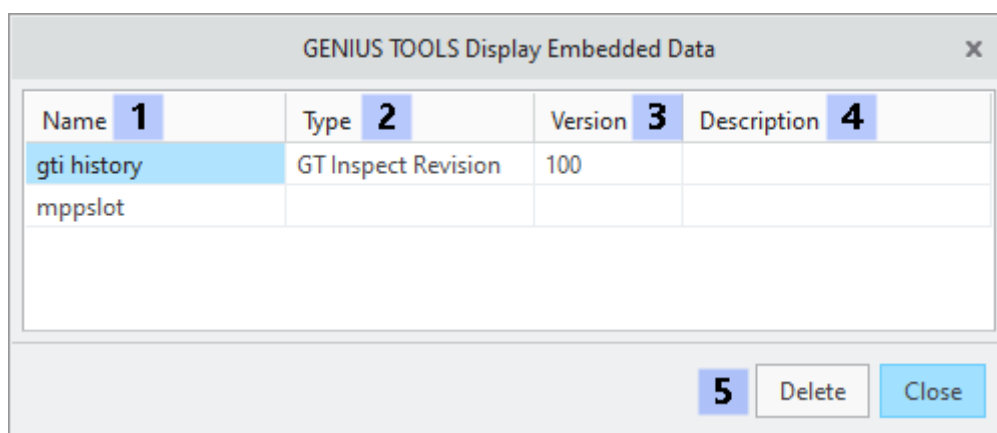 GENIUS TOOLS Display Embedded Data x
Name 1 Type 2 Version 3 Description 4
gti history GT Inspect Revision 100
mppslot
5 Delete Close